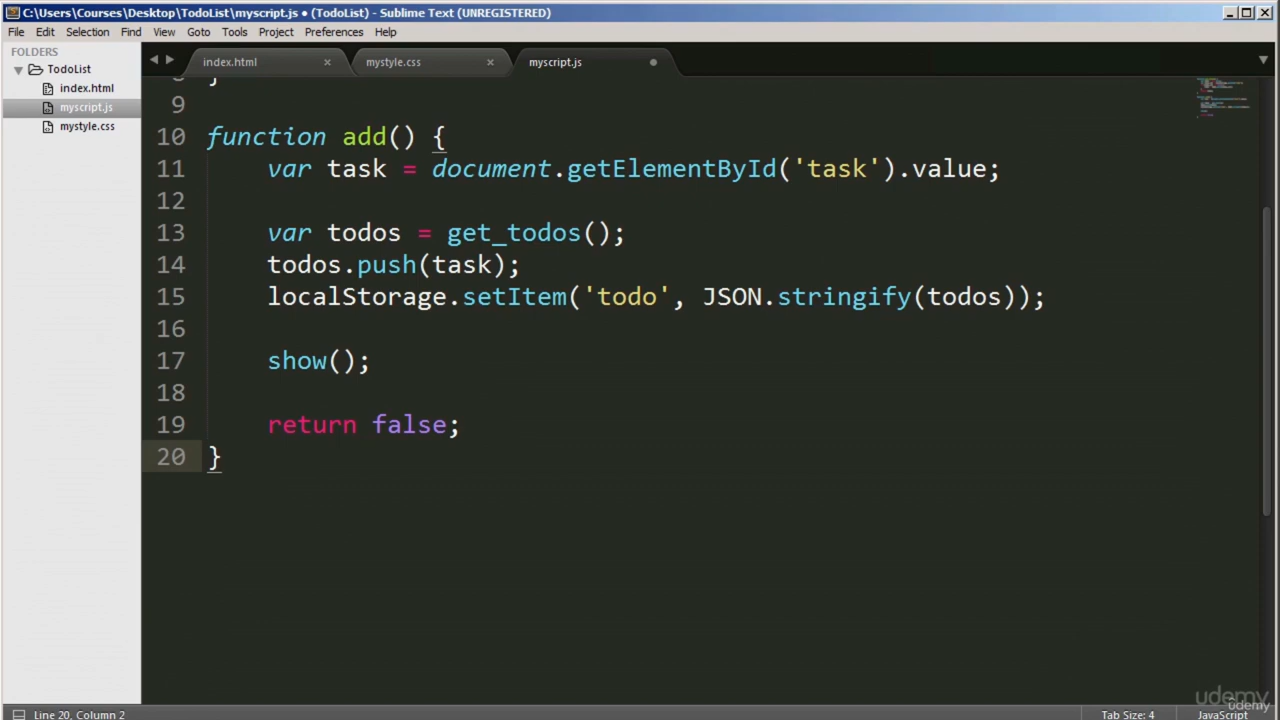 C:\Users\Courses\Desktop\TodoList\myscript.js • (TodoList) - Sublime Text (UNREGISTERED)
File Edit Selection Find View Goto Tools Project Preferences Help
FOLDERS
TodoList
index.html
myscript.js
mystyle.css
index.html × mystyle.css × myscript.js
9
10 function add() {
11     var task = document.getElementById('task').value;
12
13     var todos = get_todos();
14     todos.push(task);
15     localStorage.setItem('todo', JSON.stringify(todos));
16
17     show();
18
19     return false;
20 }
udemy
udemy
Line 20, Column 2
Tab Size: 4
JavaScript